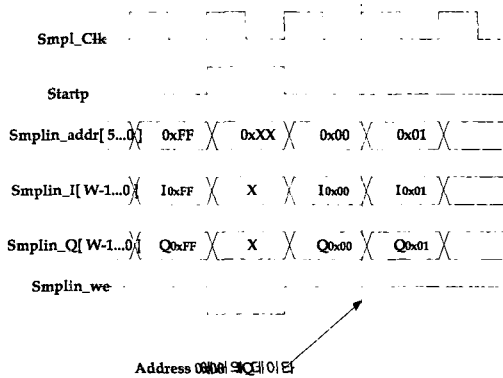 Smpl_Clk
Startp
Smplin_addr[5...0] 0xFF 0xXX 0x00 0x01
Smplin_I[W-1...0] I0xFF X I0x00 I0x01
Smplin_Q[W-1...0] Q0xFF X Q0x00 Q0x01
Smplin_we
Address